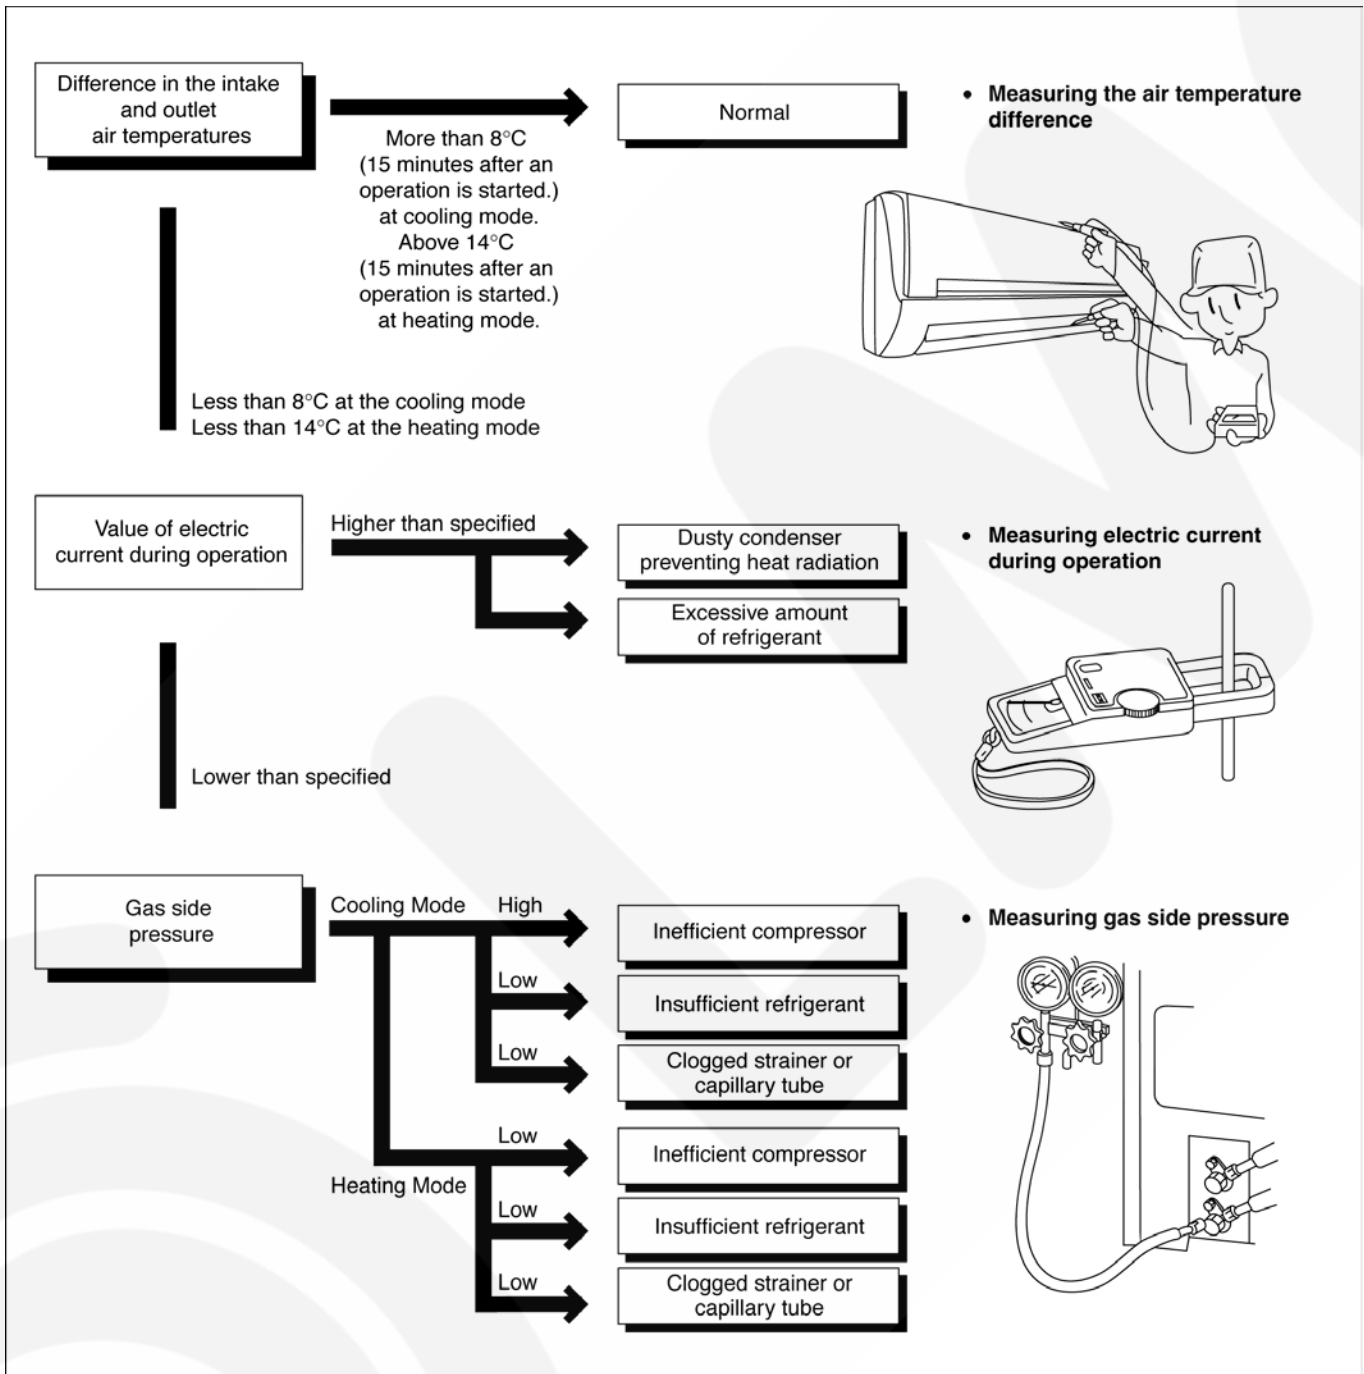 Difference in the intake
and outlet
air temperatures
More than 8°C
(15 minutes after an
operation is started.)
at cooling mode.
Above 14°C
(15 minutes after an
operation is started.)
at heating mode.
Normal
• Measuring the air temperature
difference
Less than 8°C at the cooling mode
Less than 14°C at the heating mode
Value of electric
current during operation
Higher than specified
Dusty condenser
preventing heat radiation
Excessive amount
of refrigerant
• Measuring electric current
during operation
Lower than specified
Gas side
pressure
Cooling Mode
High
Inefficient compressor
Low
Insufficient refrigerant
Low
Clogged strainer or
capillary tube
Heating Mode
Low
Inefficient compressor
Low
Insufficient refrigerant
Low
Clogged strainer or
capillary tube
• Measuring gas side pressure